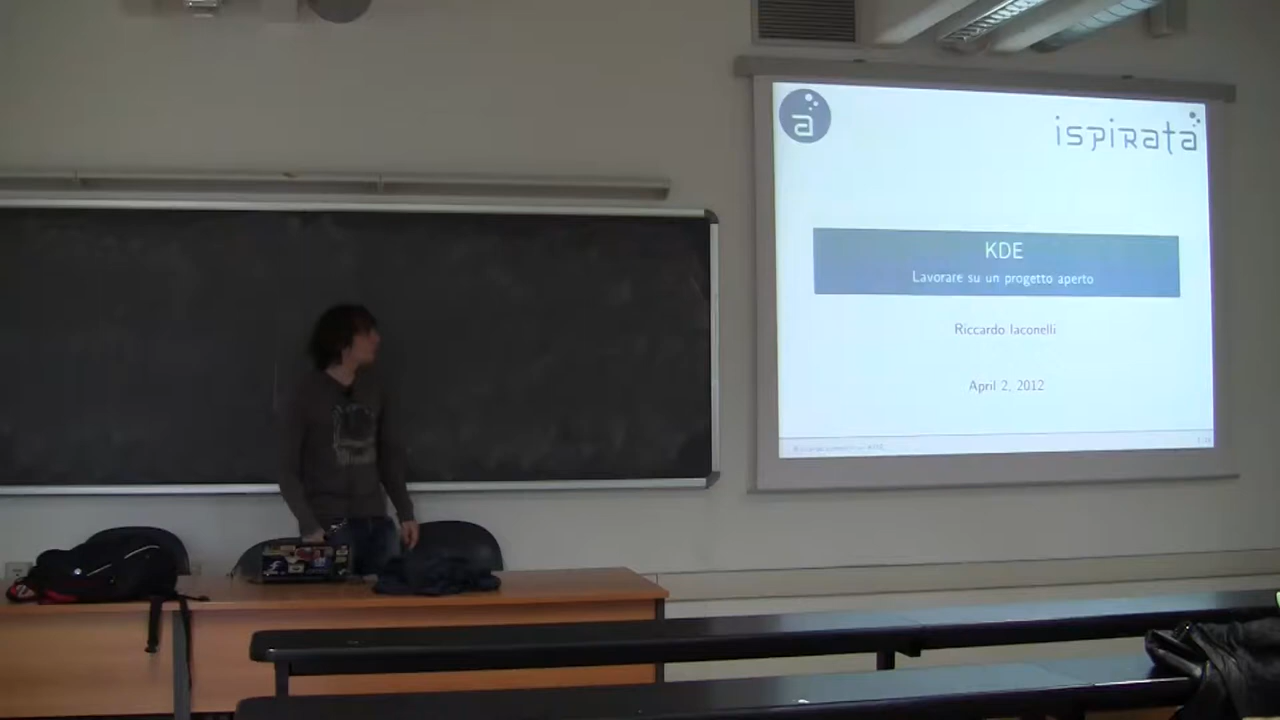 a
ispirata
KDE
Lavorare su un progetto aperto
Riccardo Iaconelli
April 2, 2012